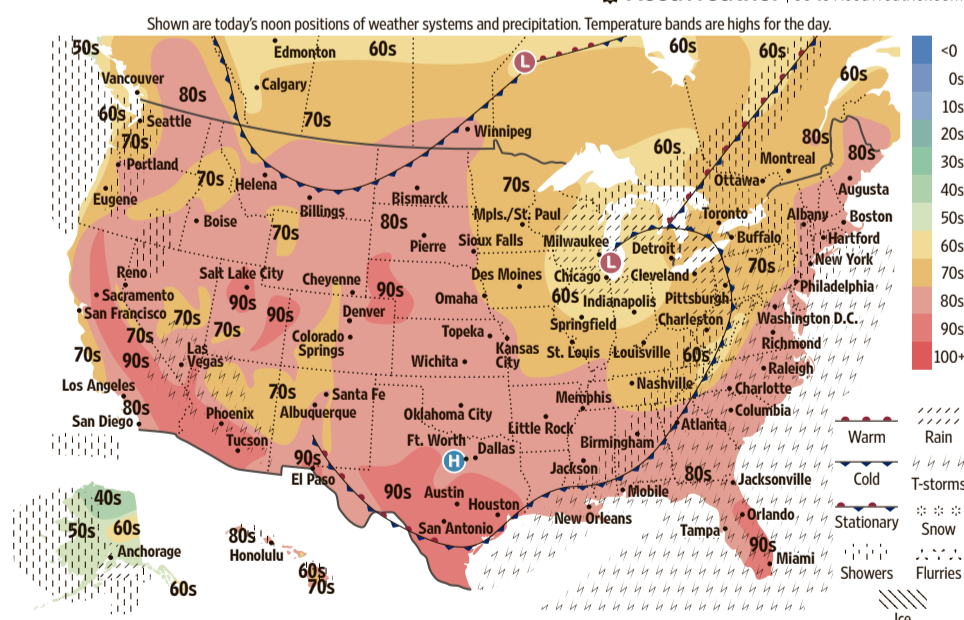 Shown are today's noon positions of weather systems and precipitation. Temperature bands are highs for the day.
50s
Edmonton
60s
L
60s
60s
60s
<0
0s
10s
20s
30s
40s
50s
60s
70s
80s
90s
100+
Vancouver
80s
Calgary
60s
Seattle
70s
70s
Winnipeg
80s
60s
Montreal
80s
Portland
70s
Helena
70s
Ottawa
Augusta
Eugene
Bismarck
Billings
Boise
70s
80s
Mpls./St. Paul
Toronto
Albany
Boston
Pierre
Sioux Falls
Milwaukee
Detroit
Buffalo
Hartford
New York
L
70s
Reno
Salt Lake City
Cheyenne
Des Moines
Chicago
Cleveland
Philadelphia
Sacramento
90s
90s
Omaha
60s
Indianapolis
Pittsburgh
San Francisco
70s
90s
Denver
Springfield
Charleston
Washington D.C.
70s
70s
Colorado
Springs
Topeka
Kansas
City
St. Louis
Louisville
60s
Richmond
70s
90s
Las
Vegas
Wichita
Raleigh
Los Angeles
70s
Santa Fe
Nashville
Charlotte
80s
Albuquerque
Oklahoma City
Memphis
Columbia
San Diego
Phoenix
Little Rock
Atlanta
Tucson
Ft. Worth
Dallas
Birmingham
H
90s
El Paso
Jackson
80s
Jacksonville
90s
Austin
Houston
Mobile
New Orleans
Orlando
San Antonio
Tampa
90s
Miami
40s
50s
60s
Anchorage
60s
80s
Honolulu
60s
70s
Warm
Rain
Cold
T-storms
Stationary
Snow
Showers
Flurries